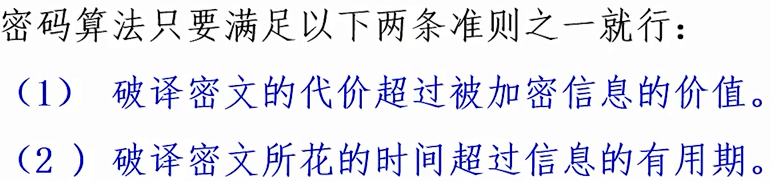 密码算法只要满足以下两条准则之一就行：
（1） 破译密文的代价超过被加密信息的价值。
（2 ）破译密文所花的时间超过信息的有用期。